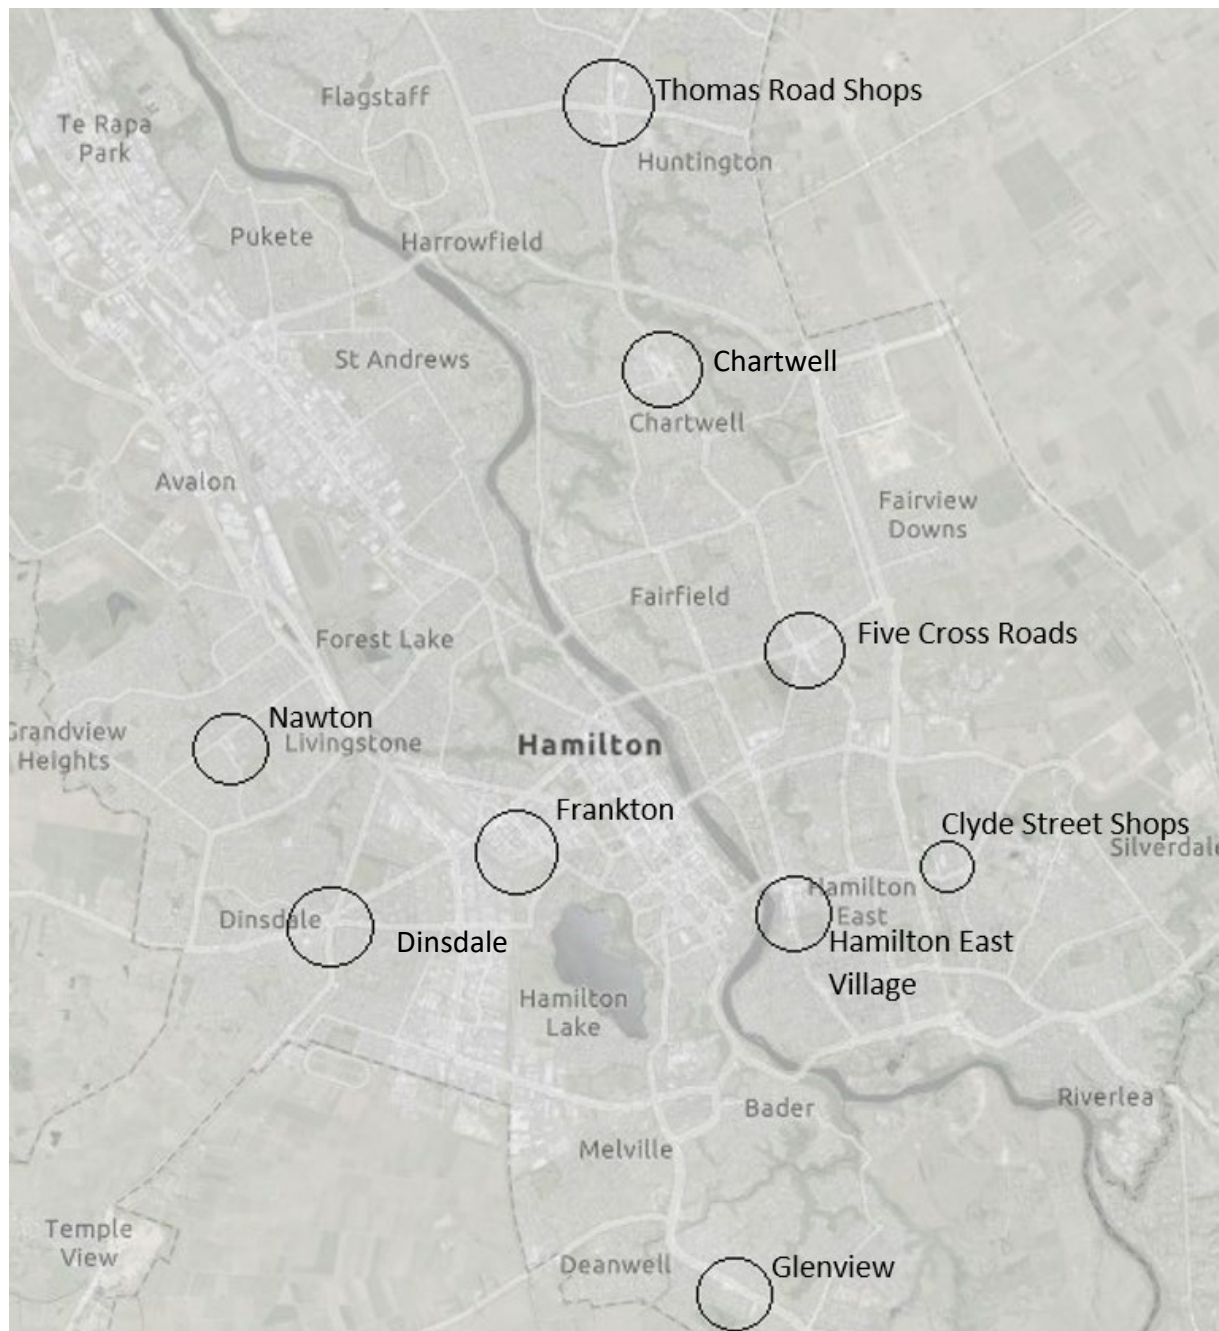 Thomas Road Shops
Flagstaff
Te Rapa
Park
Huntington
Pukete
Harrowfield
St Andrews
Chartwell
Chartwell
Avalon
Fairview
Downs
Fairfield
Five Cross Roads
Forest Lake
Nawton
Grandview
Heights
Livingstone
Hamilton
Frankton
Clyde Street Shops
Silverdale
Hamilton
East
Dinsdale
Dinsdale
Hamilton East
Village
Hamilton
Lake
Riverlea
Bader
Melville
Temple
View
Deanwell
Glenview